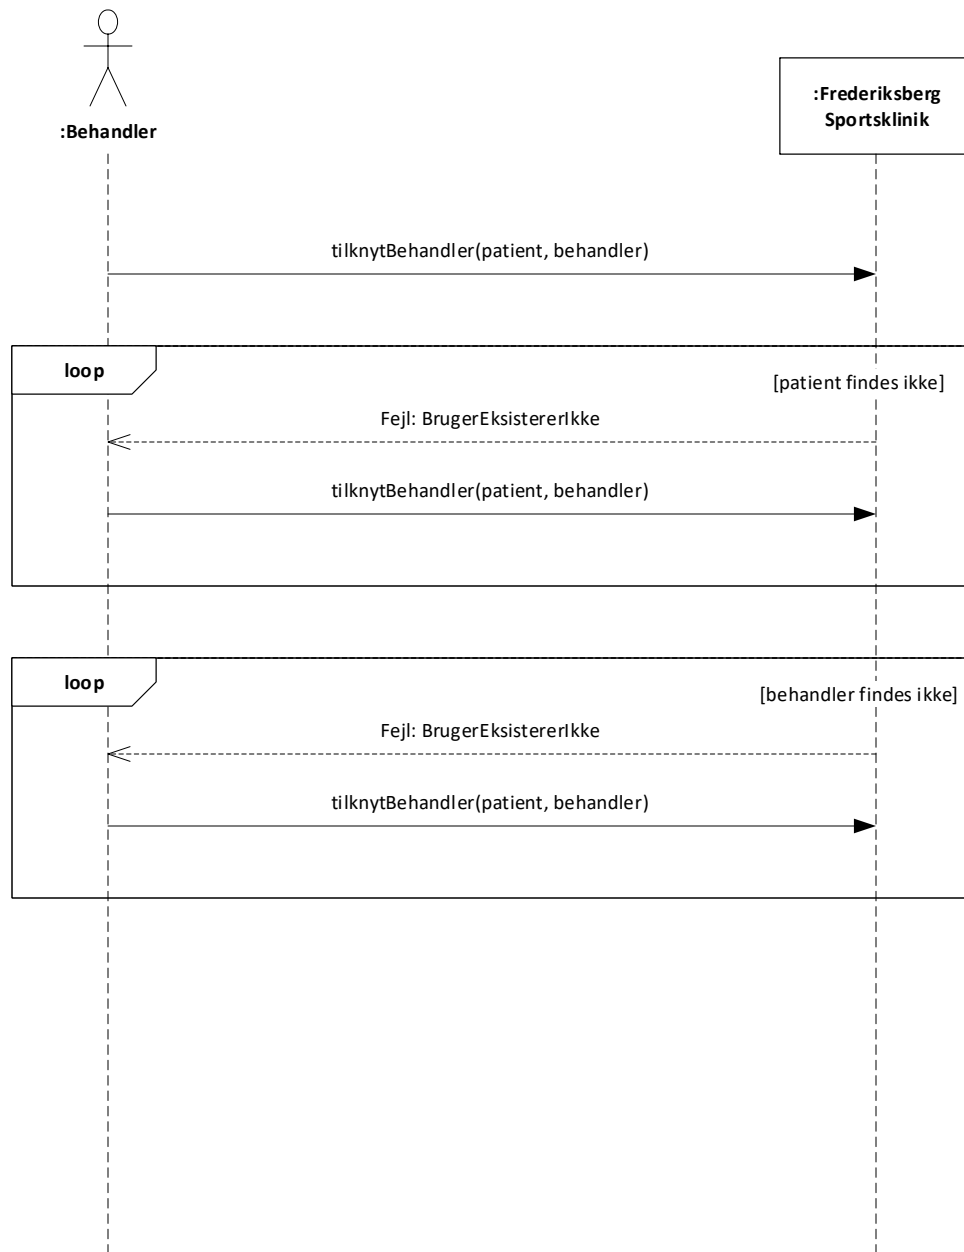 :Behandler
:Frederiksberg
Sportsklinik
tilknytBehandler(patient, behandler)
loop
[patient findes ikke]
Fejl: BrugerEksistererIkke
tilknytBehandler(patient, behandler)
loop
[behandler findes ikke]
Fejl: BrugerEksistererIkke
tilknytBehandler(patient, behandler)